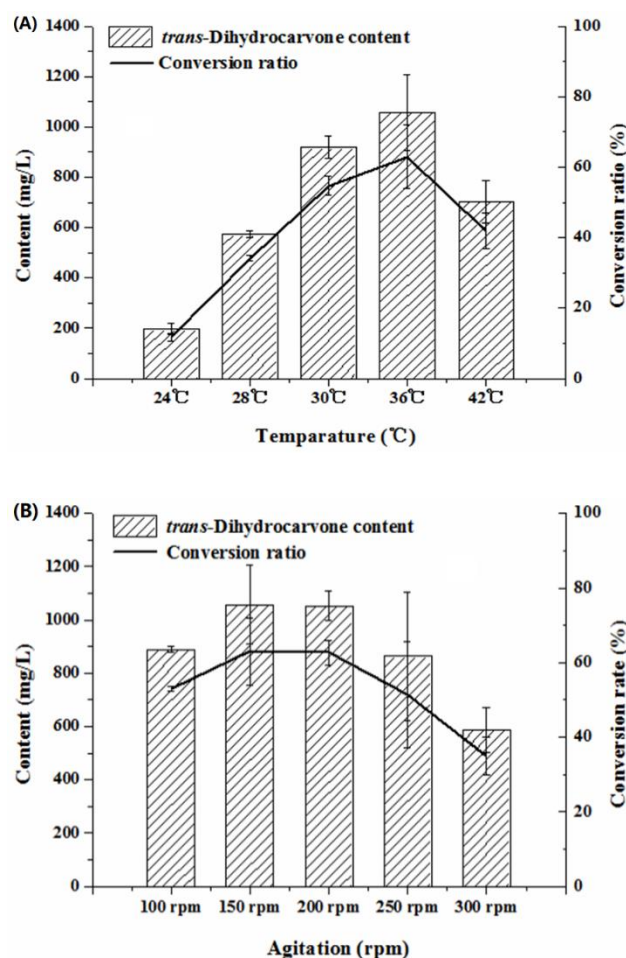 (A)
1400
1200
1000
800
600
400
200
0
Content (mg/L)
trans-Dihydrocarvone content
Conversion ratio
100
80
60
40
20
0
Conversion ratio (%)
24℃ 28℃ 30℃ 36℃ 42℃
Temparature (℃)
(B)
1400
1200
1000
800
600
400
200
0
Content (mg/L)
trans-Dihydrocarvone content
Conversion ratio
100
80
60
40
20
0
Conversion rate (%)
100 rpm 150 rpm 200 rpm 250 rpm 300 rpm
Agitation (rpm)